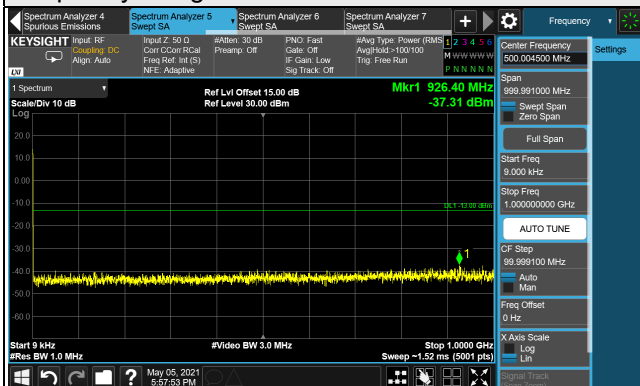 Spectrum Analyzer 4
Spurious Emissions
Spectrum Analyzer 5
Swept SA
Spectrum Analyzer 6
Swept SA
Spectrum Analyzer 7
Swept SA
Frequency
KEYSIGHT
Input: RF
Coupling: DC
Align: Auto
Input Z: 50 Ω
Corr CCorr RCal
Freq Ref: Int (S)
NFE: Adaptive
#Atten: 30 dB
Preamp: Off
PNO: Fast
Gate: Off
IF Gain: Low
Sig Track: Off
#Avg Type: Power (RMS
Avg|Hold >100/100
Trig: Free Run
1 2 3 4 5 6
M W W W W W
P N N N N N
LXI
1 Spectrum
Scale/Div 10 dB
Log
Ref Lvl Offset 15.00 dB
Ref Level 30.00 dBm
Mkr1 926.40 MHz
-37.31 dBm
20.0
10.0
0.00
-10.0
-20.0
-30.0
-40.0
-50.0
-60.0
DL1 -13.00 dBm
1
Start 9 kHz
#Res BW 1.0 MHz
#Video BW 3.0 MHz
Stop 1.0000 GHz
Sweep ~1.52 ms (5001 pts)
May 05, 2021
5:57:53 PM
Center Frequency
500.004500 MHz
Span
999.991000 MHz
Swept Span
Zero Span
Full Span
Start Freq
9.000 kHz
Stop Freq
1.000000000 GHz
AUTO TUNE
CF Step
99.999100 MHz
Auto
Man
Freq Offset
0 Hz
X Axis Scale
Log
Lin
Signal Track
Settings